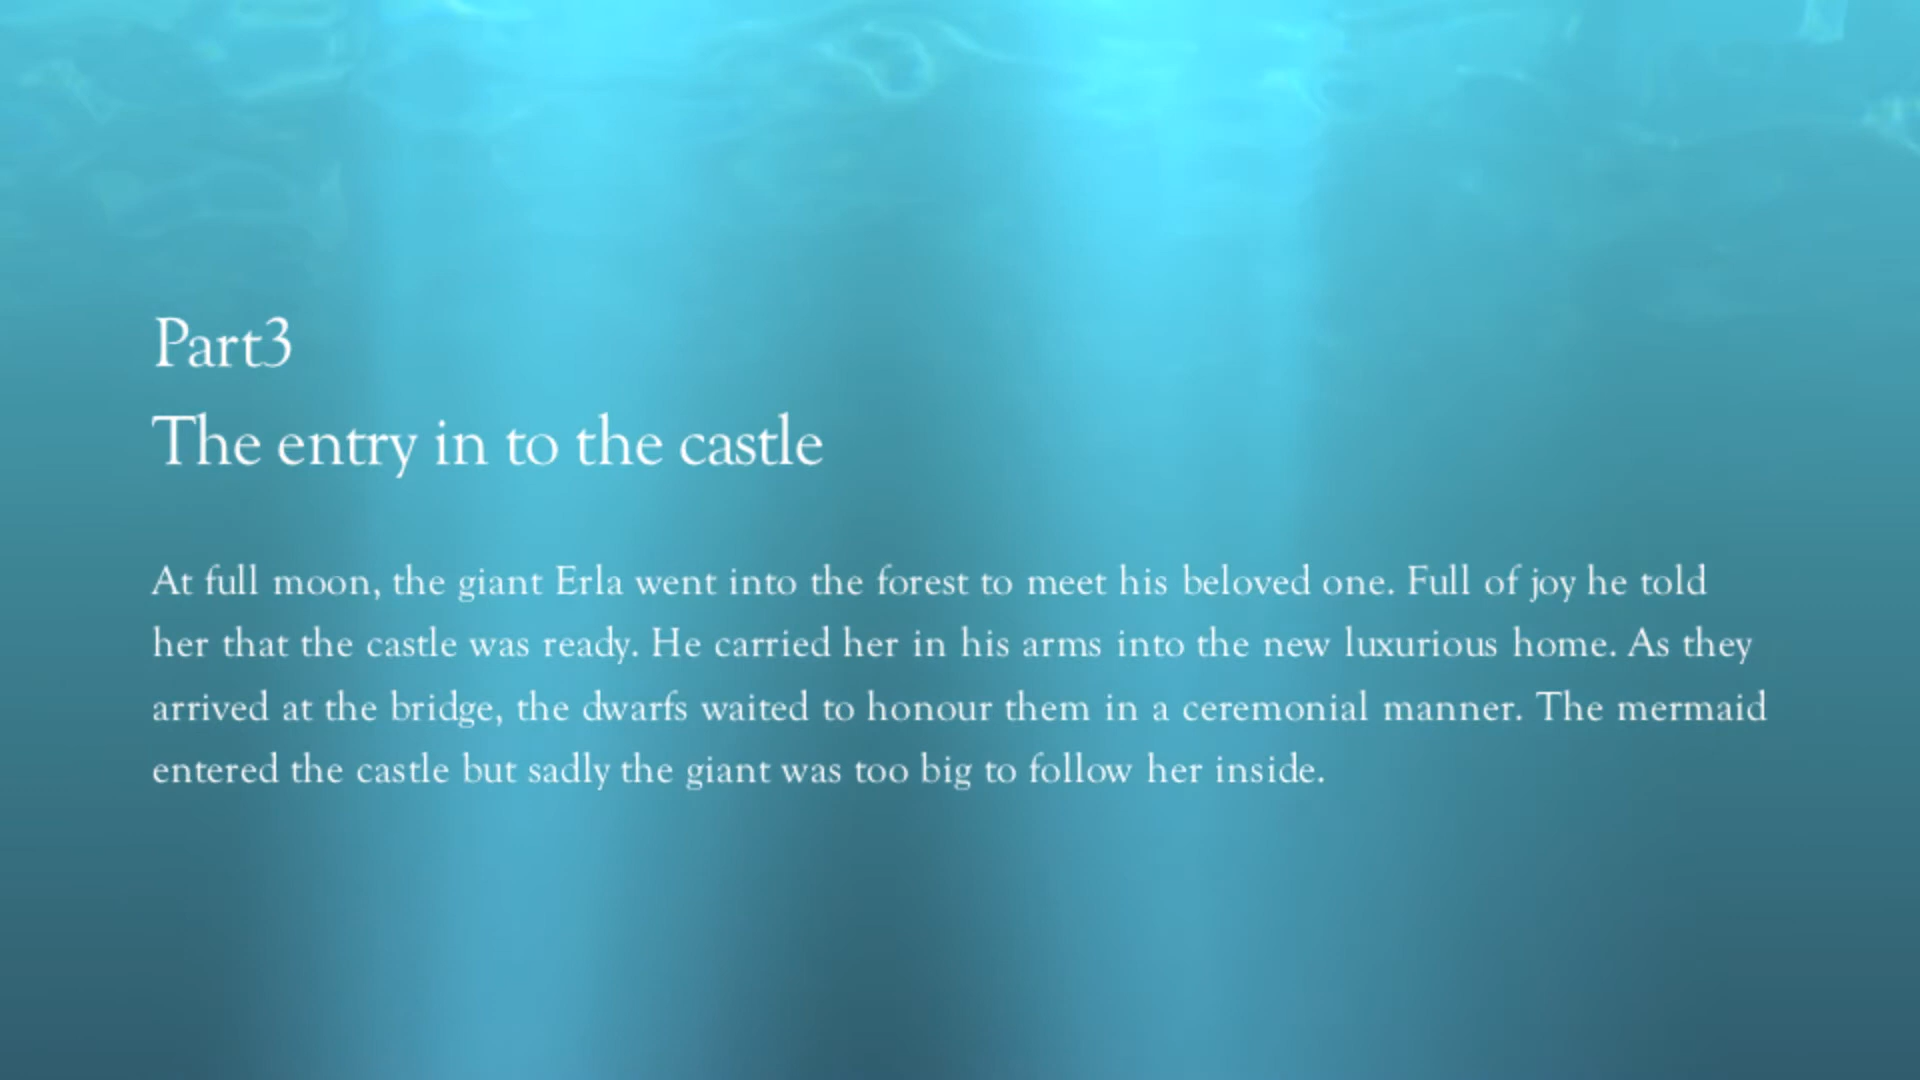 Part3
The entry in to the castle
At full moon, the giant Erla went into the forest to meet his beloved one. Full of joy he told
her that the castle was ready. He carried her in his arms into the new luxurious home. As they
arrived at the bridge, the dwarfs waited to honour them in a ceremonial manner. The mermaid
entered the castle but sadly the giant was too big to follow her inside.